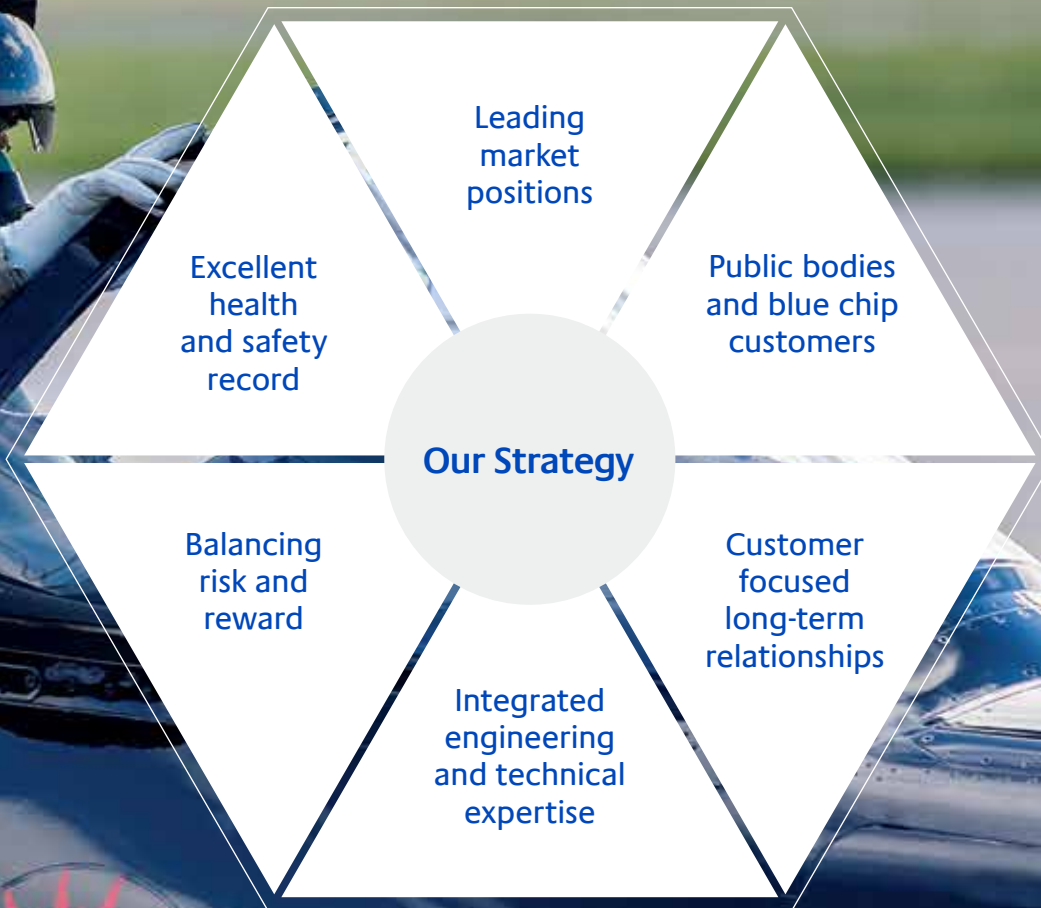 Leading
market
positions
Public bodies
and blue chip
customers
Customer
focused
long-term
relationships
Integrated
engineering
and technical
expertise
Balancing
risk and
reward
Excellent
health
and safety
record
Our Strategy